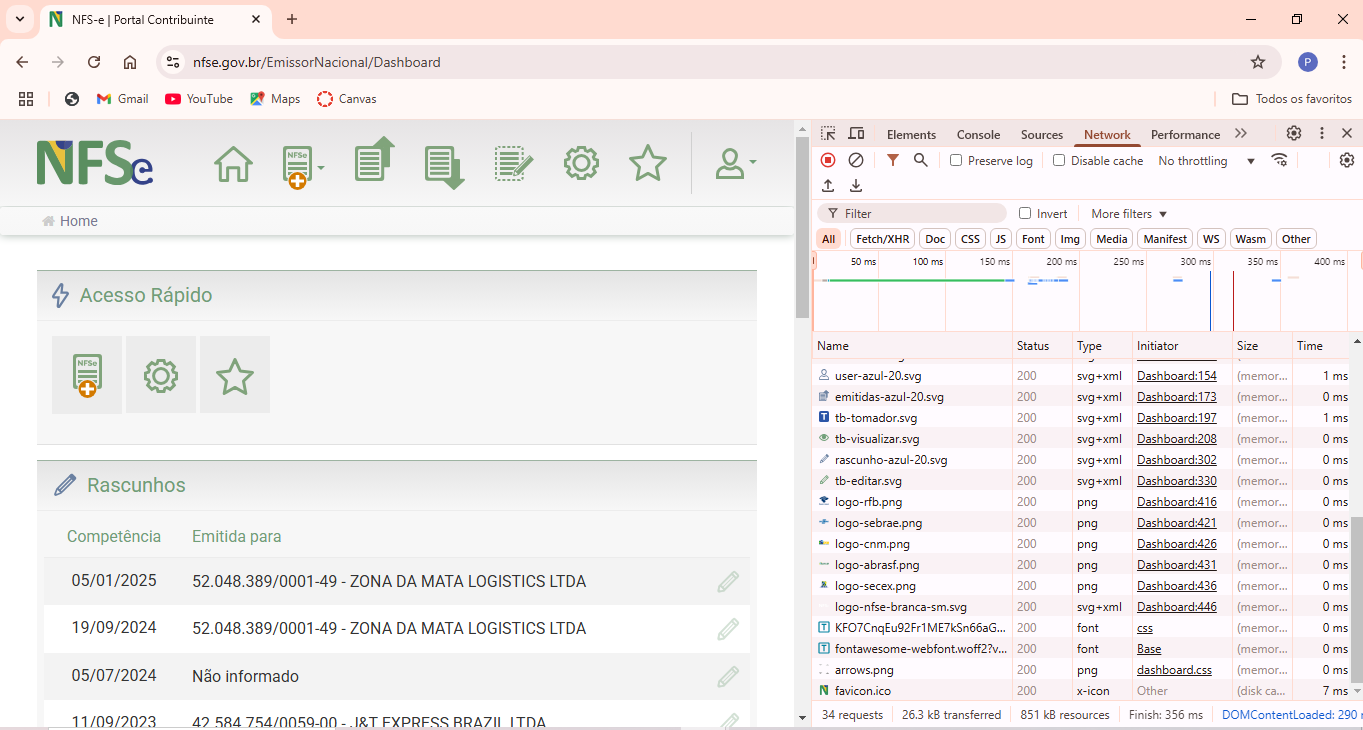 NFS-e | Portal Contribuinte
nfse.gov.br/EmissorNacional/Dashboard
P
Gmail YouTube Maps Canvas Todos os favoritos
NFSe
NFSe
Home
Acesso Rápido
NFSe
Rascunhos
Competência Emitida para
05/01/2025 52.048.389/0001-49 - ZONA DA MATA LOGISTICS LTDA
19/09/2024 52.048.389/0001-49 - ZONA DA MATA LOGISTICS LTDA
05/07/2024 Não informado
11/09/2023 42.584.754/0059-00 - J&T EXPRESS BRAZIL LTDA
Elements Console Sources Network Performance
Preserve log Disable cache No throttling
Filter Invert More filters
All Fetch/XHR Doc CSS JS Font Img Media Manifest WS Wasm Other
50 ms 100 ms 150 ms 200 ms 250 ms 300 ms 350 ms 400 ms
Name Status Type Initiator Size Time
user-azul-20.svg 200 svg+xml Dashboard:154 (memor... 1 ms
emitidas-azul-20.svg 200 svg+xml Dashboard:173 (memor... 0 ms
tb-tomador.svg 200 svg+xml Dashboard:197 (memor... 1 ms
tb-visualizar.svg 200 svg+xml Dashboard:208 (memor... 0 ms
rascunho-azul-20.svg 200 svg+xml Dashboard:302 (memor... 0 ms
tb-editar.svg 200 svg+xml Dashboard:330 (memor... 0 ms
logo-rfb.png 200 png Dashboard:416 (memor... 0 ms
logo-sebrae.png 200 png Dashboard:421 (memor... 0 ms
logo-cnm.png 200 png Dashboard:426 (memor... 0 ms
logo-abrasf.png 200 png Dashboard:431 (memor... 0 ms
logo-secex.png 200 png Dashboard:436 (memor... 0 ms
logo-nfse-branca-sm.svg 200 svg+xml Dashboard:446 (memor... 0 ms
KFO7CnqEu92Fr1ME7kSn66aG... 200 font css (memor... 0 ms
fontawesome-webfont.woff2?v... 200 font Base (memor... 0 ms
arrows.png 200 png dashboard.css (memor... 0 ms
favicon.ico 200 x-icon Other (disk ca... 7 ms
34 requests 26.3 kB transferred 851 kB resources Finish: 356 ms DOMContentLoaded: 290